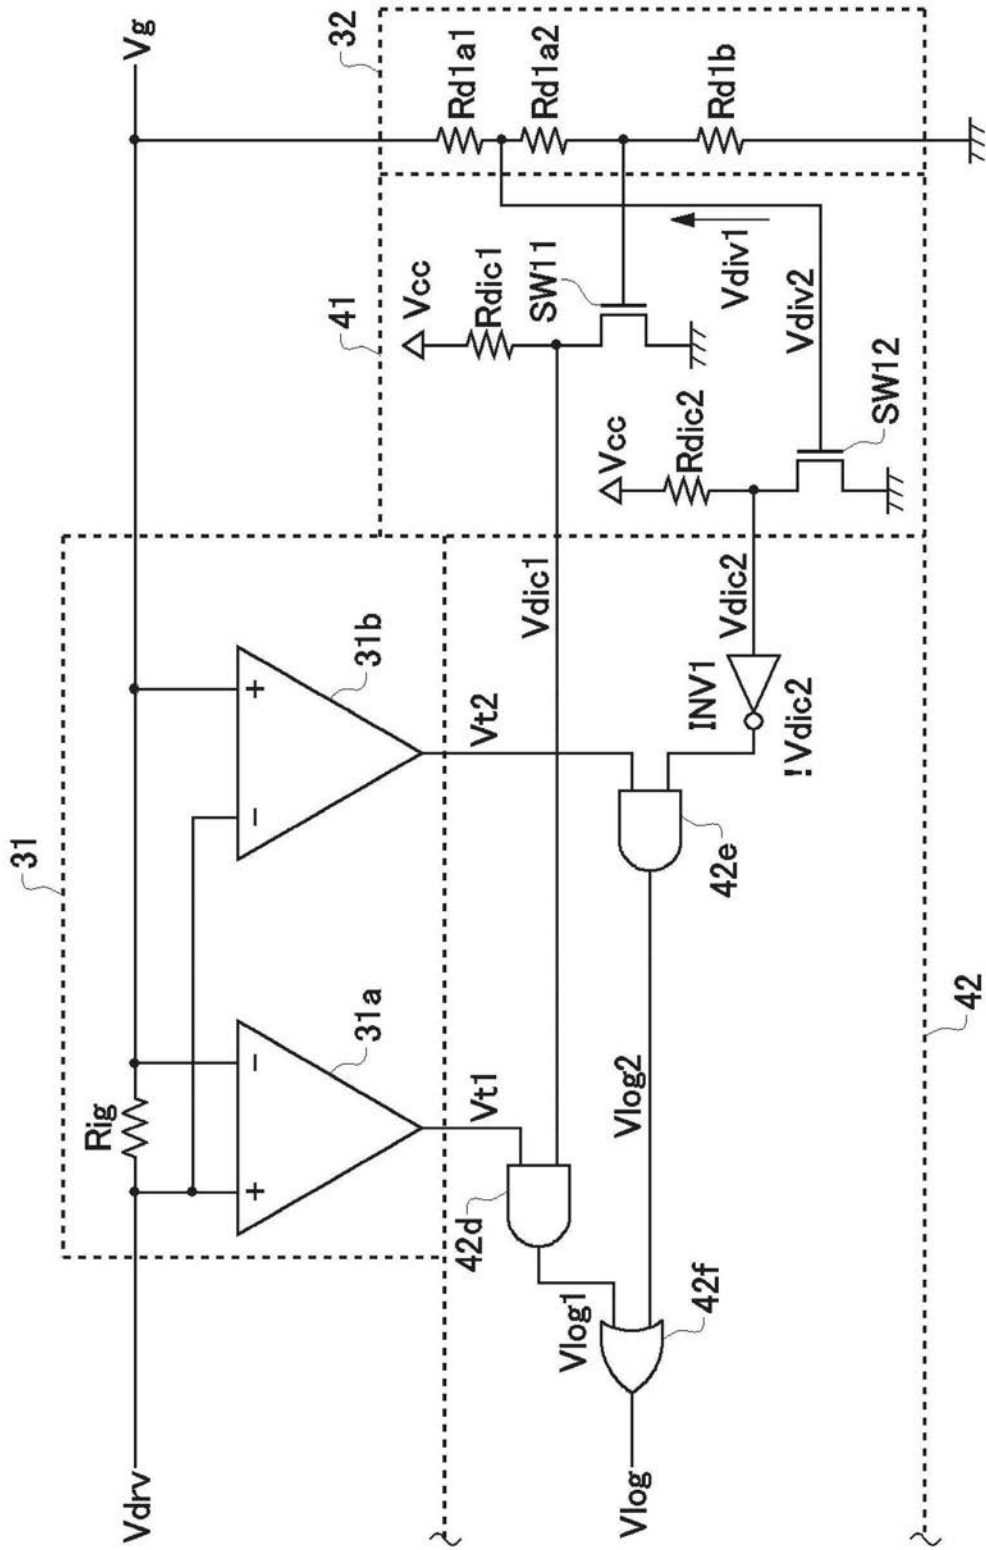 31
Vdrv
Rig
+
−
31a
−
+
31b
Vg
32
Rd1a1
Rd1a2
Rd1b
41
Vcc
Rdic1
SW11
Vdiv1
Vdiv2
Vcc
Rdic2
SW12
Vt1
Vt2
Vdic1
Vdic2
INV1
!Vdic2
42d
42e
Vlog1
Vlog2
42f
Vlog
42